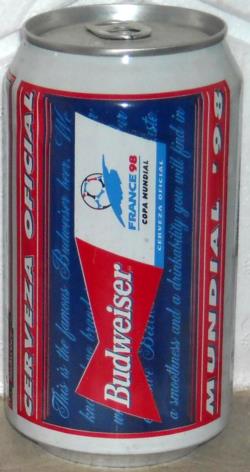 CERVEZA OFICIAL
This is the famous Budweiser beer. We
FRANCE 98
COPA MUNDIAL
CERVEZA OFICIAL
Budweiser
a smoothness and a drinkability you will find in
MUNDIAL '98